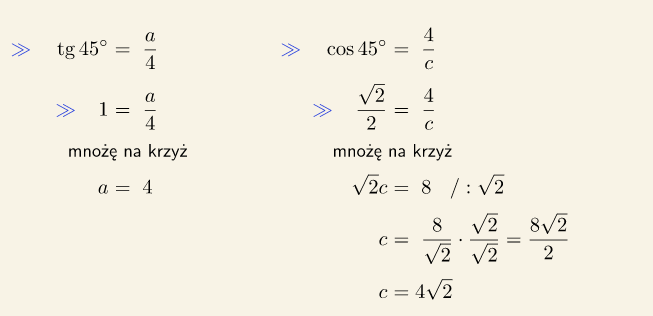 ≫ tg 45° = a/4
≫ 1 = a/4
mnożę na krzyż
a = 4
≫ cos 45° = 4/c
≫ √2/2 = 4/c
mnożę na krzyż
√2c = 8 / : √2
c = 8/√2 · √2/√2 = 8√2/2
c = 4√2